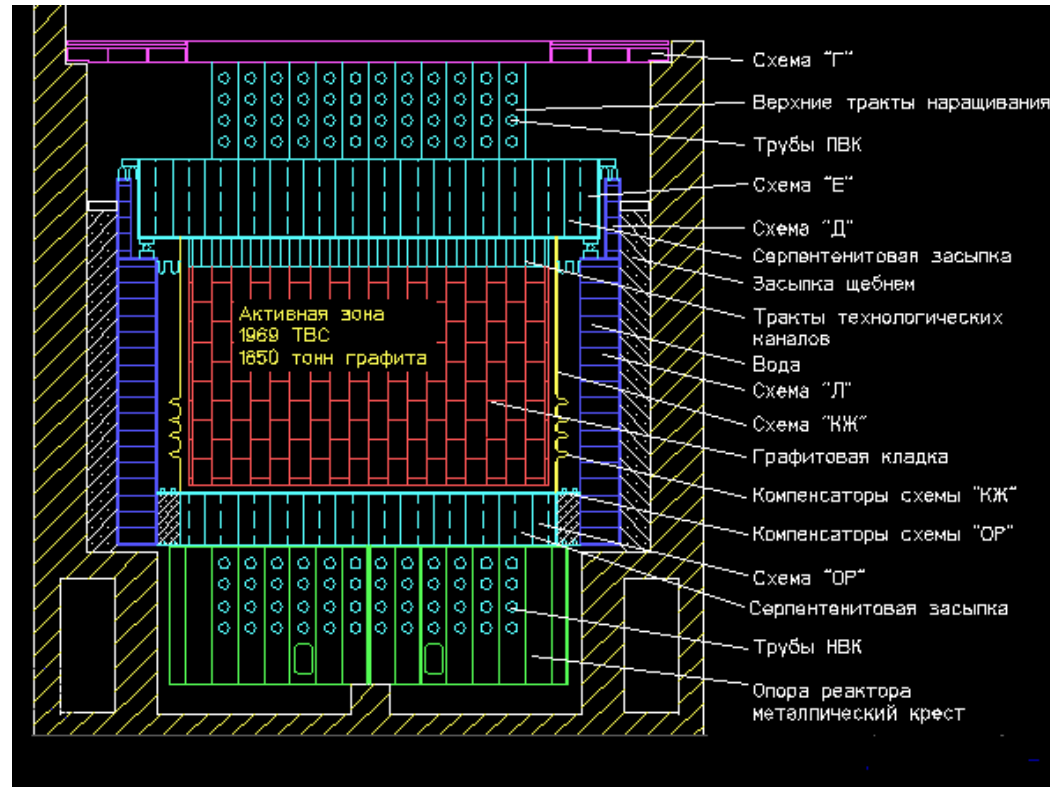 Схема "Г"
Верхние тракты наращивания
Трубы ПВК
Схема "Е"
Схема "Д"
Серпентенитовая засыпка
Засыпка щебнем
Тракты технологических
каналов
Вода
Схема "Л"
Схема "КЖ"
Графитовая кладка
Компенсаторы схемы "КЖ"
Компенсаторы схемы "ОР"
Схема "ОР"
Серпентенитовая засыпка
Трубы НВК
Опора реактора
металлический крест
Активная зона
1969 ТВС
1850 тонн графита